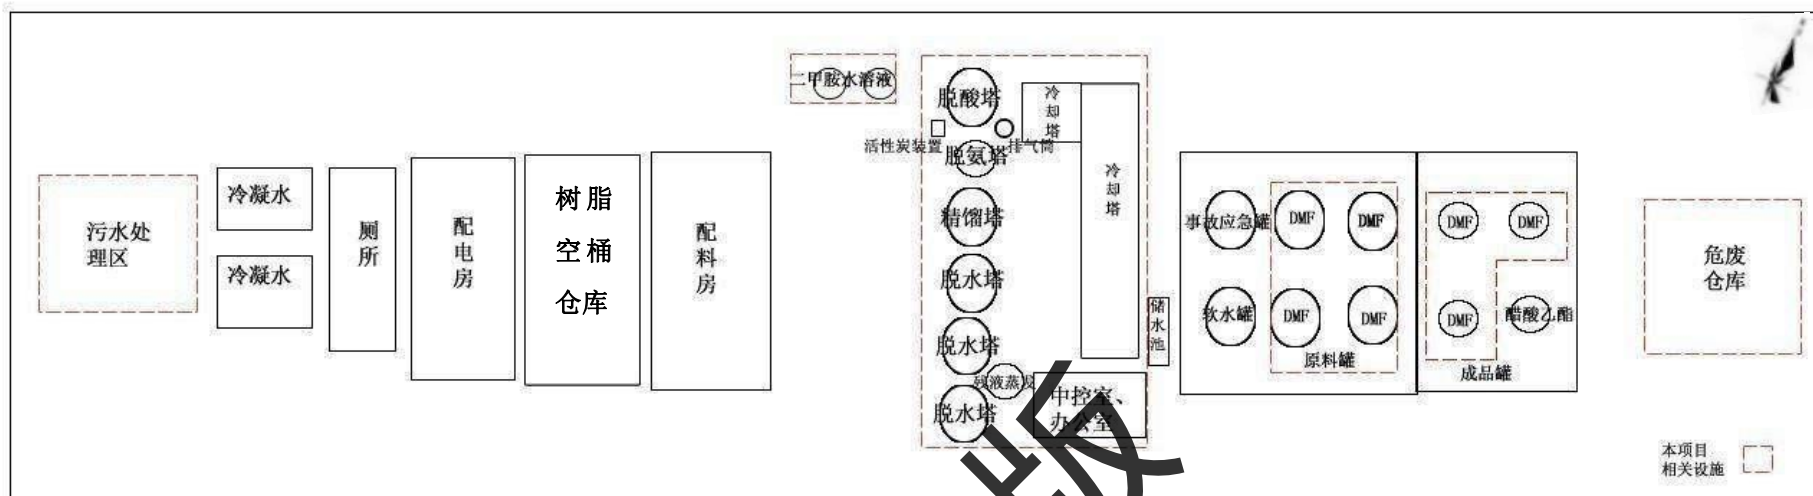 污水处
理区
冷凝水
冷凝水
厕所
配电房
树脂
空桶
仓库
配料房
二甲胺水溶液
脱酸塔
活性炭装置
排气筒
脱氨塔
精馏塔
脱水塔
脱水塔
残液蒸发
脱水塔
冷却塔
冷却塔
储水池
中控室、
办公室
事故应急罐
DMF
DMF
软水罐
DMF
DMF
原料罐
DMF
DMF
DMF
醋酸乙酯
成品罐
危废
仓库
本项目
相关设施
版